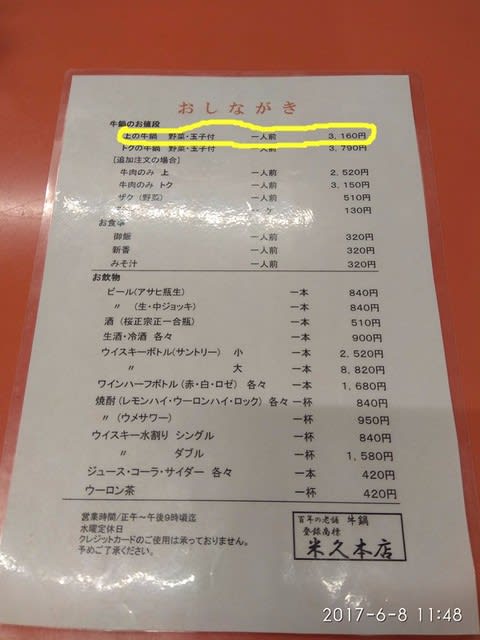 おしながき
牛鍋のお値段
上の牛鍋 野菜・玉子付 一人前 3,160円
トクの牛鍋 野菜・玉子付 一人前 3,790円
[追加注文の場合]
牛肉のみ 上 一人前 2,520円
牛肉のみ トク 一人前 3,150円
ザク(野菜) 一人前 510円
130円
お食事
御飯 一人前 320円
新香 一人前 320円
みそ汁 一人前 320円
お飲物
ビール(アサヒ瓶生) 一本 840円
〃 (生・中ジョッキ) 一本 840円
酒 (桜正宗正一合瓶) 一本 510円
生酒・冷酒 各々 一本 900円
ウイスキーボトル(サントリー) 小 一本 2,520円
〃 大 一本 8,820円
ワインハーフボトル(赤・白・ロゼ) 各々 一本 1,680円
焼酎(レモンハイ・ウーロンハイ・ロック) 各々 一杯 840円
〃(ウメサワー) 一杯 950円
ウイスキー水割り シングル 一杯 840円
〃 ダブル 一杯 1,580円
ジュース・コーラ・サイダー 各々 一本 420円
ウーロン茶 一杯 420円
営業時間/正午~午後9時迄
水曜定休日
クレジットカードのご使用は承っておりません。
予めご了承ください。
百年の老舗 牛鍋
登録商標
米久本店
2017-6-8 11:48